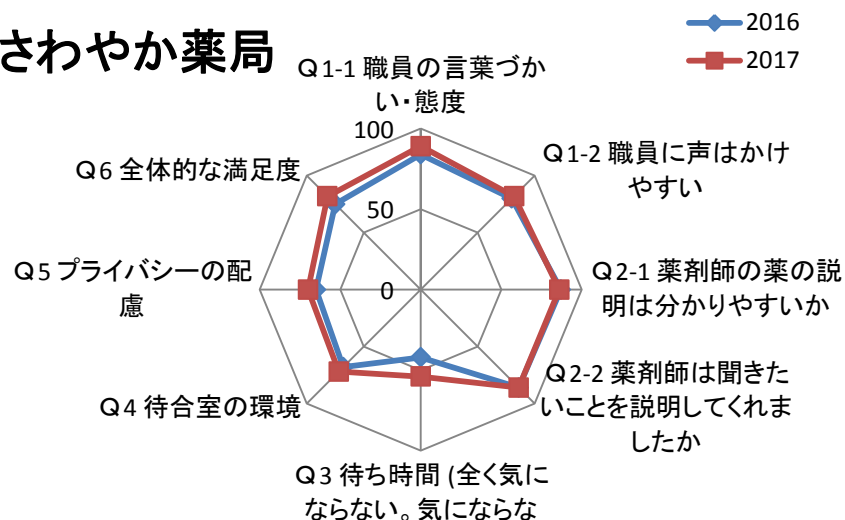 さわやか薬局
2016
2017
Q1-1 職員の言葉づか
い・態度
Q1-2 職員に声はかけ
やすい
Q2-1 薬剤師の薬の説
明は分かりやすいか
Q2-2 薬剤師は聞きた
いことを説明してくれま
したか
Q3 待ち時間 (全く気に
ならない。気にならな
Q4 待合室の環境
Q5 プライバシーの配
慮
Q6 全体的な満足度
100
50
0